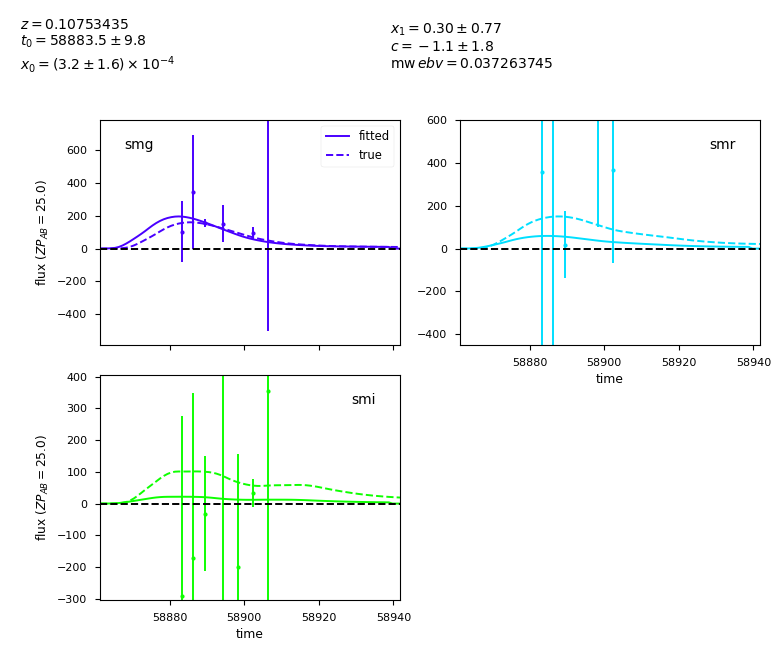 z = 0.10753435
t₀ = 58883.5 ± 9.8
x₀ = (3.2 ± 1.6) × 10⁻⁴
x₁ = 0.30 ± 0.77
c = −1.1 ± 1.8
mw ebv = 0.037263745
smg
fitted
true
600
400
200
0
−200
−400
flux (ZP_AB = 25.0)
smr
600
400
200
0
−200
−400
58880 58900 58920 58940
time
smi
400
300
200
100
0
−100
−200
−300
flux (ZP_AB = 25.0)
58880 58900 58920 58940
time